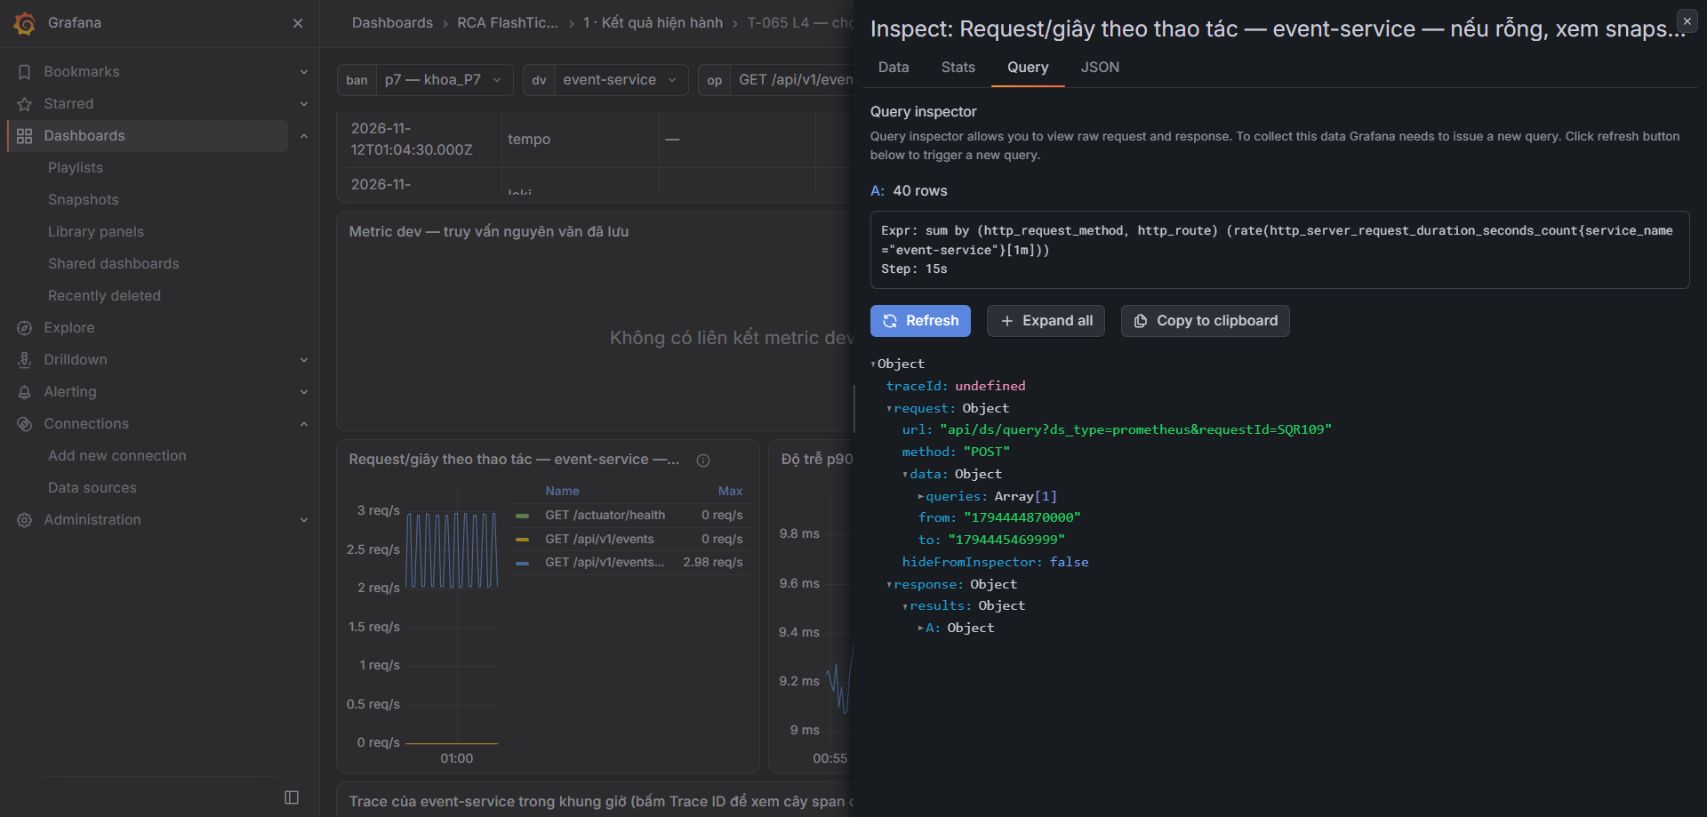 Grafana
Bookmarks
Starred
Dashboards
Playlists
Snapshots
Library panels
Shared dashboards
Recently deleted
Explore
Drilldown
Alerting
Connections
Add new connection
Data sources
Administration
Dashboards › RCA FlashTic... › 1 · Kết quả hiện hành › T-065 L4 — chọ
ban p7 — khoa_P7 dv event-service op GET /api/v1/even
2026-11-
12T01:04:30.000Z
tempo
—
2026-11-
loki
Metric dev — truy vấn nguyên văn đã lưu
Không có liên kết metric dev
Request/giây theo thao tác — event-service —...
Name Max
GET /actuator/health 0 req/s
GET /api/v1/events 0 req/s
GET /api/v1/events... 2.98 req/s
3 req/s
2.5 req/s
2 req/s
1.5 req/s
1 req/s
0.5 req/s
0 req/s
01:00
Độ trễ p90
9.8 ms
9.6 ms
9.4 ms
9.2 ms
9 ms
00:55
Trace của event-service trong khung giờ (bấm Trace ID để xem cây span
Inspect: Request/giây theo thao tác — event-service — nếu rỗng, xem snaps...
Data Stats Query JSON
Query inspector
Query inspector allows you to view raw request and response. To collect this data Grafana needs to issue a new query. Click refresh button
below to trigger a new query.
A: 40 rows
Expr: sum by (http_request_method, http_route) (rate(http_server_request_duration_seconds_count{service_name
="event-service"}[1m]))
Step: 15s
Refresh Expand all Copy to clipboard
Object
traceId: undefined
request: Object
url: "api/ds/query?ds_type=prometheus&requestId=SQR109"
method: "POST"
data: Object
queries: Array[1]
from: "1794444870000"
to: "1794445469999"
hideFromInspector: false
response: Object
results: Object
A: Object